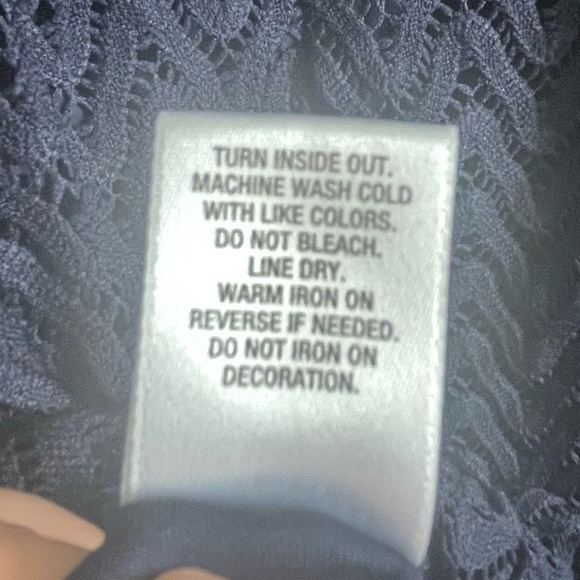 TURN INSIDE OUT.
MACHINE WASH COLD
WITH LIKE COLORS.
DO NOT BLEACH.
LINE DRY.
WARM IRON ON
REVERSE IF NEEDED.
DO NOT IRON ON
DECORATION.